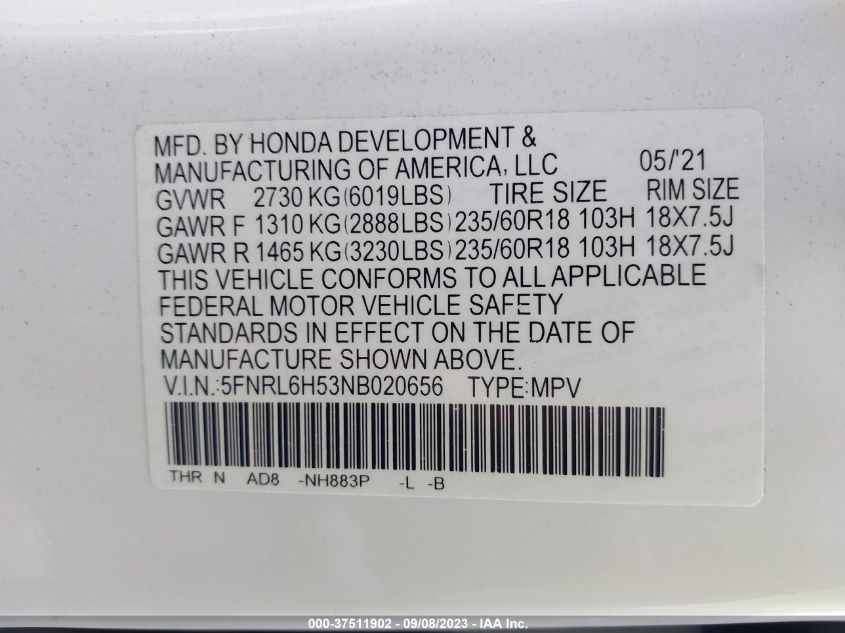 MFD. BY HONDA DEVELOPMENT &
MANUFACTURING OF AMERICA, LLC 05/'21
GVWR 2730 KG(6019LBS) TIRE SIZE RIM SIZE
GAWR F 1310 KG(2888LBS) 235/60R18 103H 18X7.5J
GAWR R 1465 KG(3230LBS) 235/60R18 103H 18X7.5J
THIS VEHICLE CONFORMS TO ALL APPLICABLE
FEDERAL MOTOR VEHICLE SAFETY
STANDARDS IN EFFECT ON THE DATE OF
MANUFACTURE SHOWN ABOVE.
V.I.N.:5FNRL6H53NB020656 TYPE:MPV
THR N AD8 -NH883P -L -B
000-37511902 - 09/08/2023 - IAA Inc.